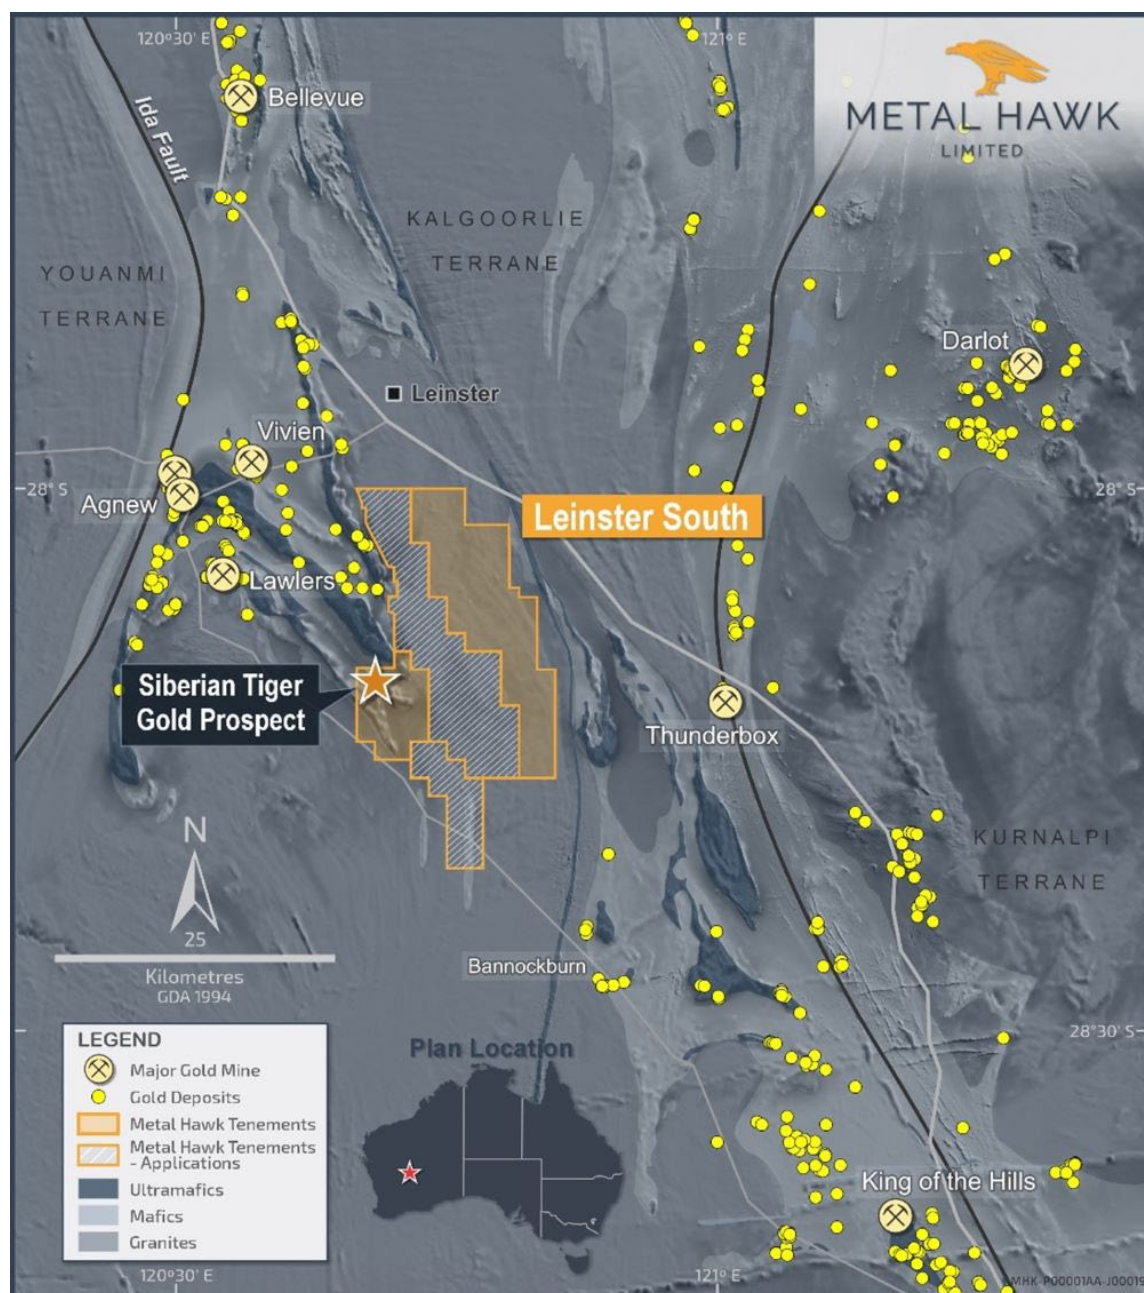 120°30' E
121° E
METAL HAWK
LIMITED
Bellevue
Ida Fault
KALGOORLIE
TERRANE
YOUANMI
TERRANE
Darlot
Leinster
Vivien
28° S
28° S
Agnew
Leinster South
Lawlers
Siberian Tiger
Gold Prospect
Thunderbox
N
KURNALPI
TERRANE
25
Kilometres
GDA 1994
Bannockburn
28°30' S
LEGEND
Major Gold Mine
Gold Deposits
Metal Hawk Tenements
Metal Hawk Tenements
- Applications
Ultramafics
Mafics
Granites
Plan Location
King of the Hills
120°30' E
121° E
MHK-P00001AA-J00019